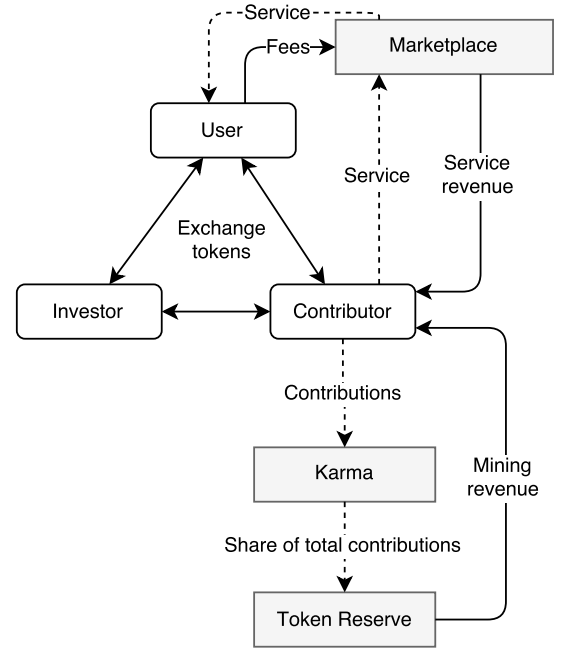 Service
Marketplace
Fees
User
Service
Service
revenue
Exchange
tokens
Investor
Contributor
Contributions
Karma
Mining
revenue
Share of total contributions
Token Reserve